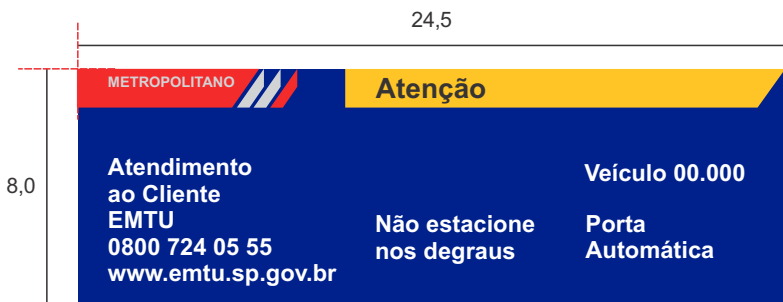 24,5
8,0
METROPOLITANO
Atenção
Atendimento
ao Cliente
EMTU
0800 724 05 55
www.emtu.sp.gov.br
Não estacione
nos degraus
Veículo 00.000
Porta
Automática